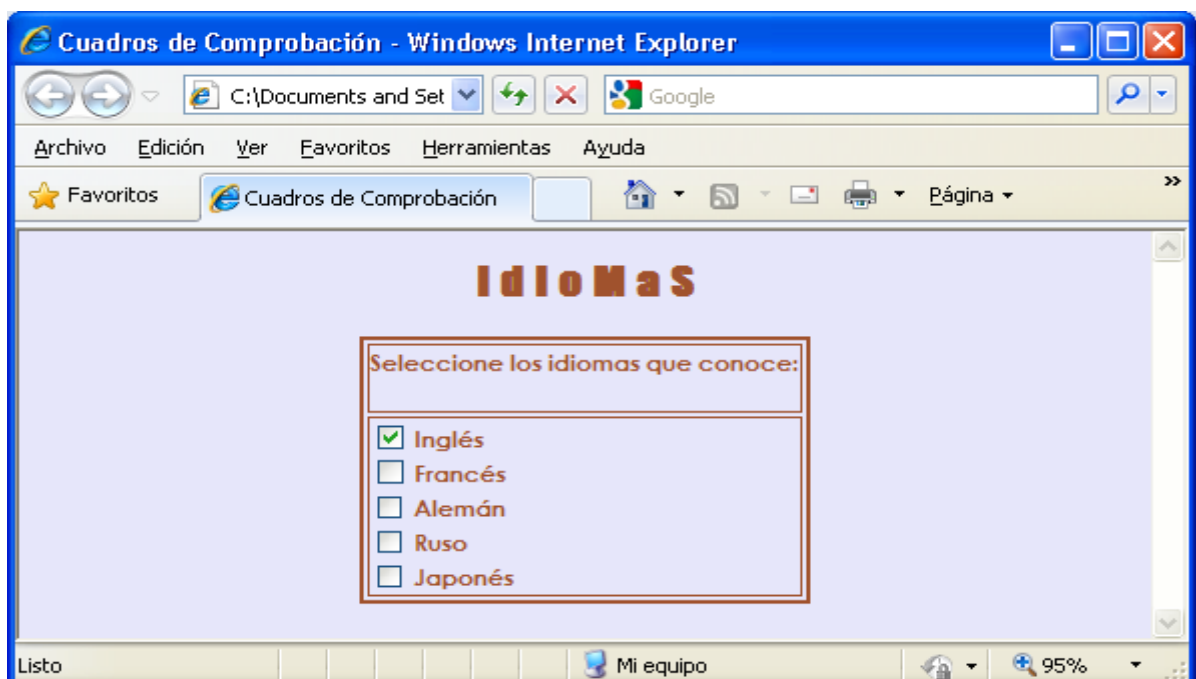 Cuadros de Comprobación - Windows Internet Explorer
C:\Documents and Set
Google
Archivo Edición Ver Favoritos Herramientas Ayuda
Favoritos Cuadros de Comprobación Página »
IdIoMaS
Seleccione los idiomas que conoce:
Inglés
Francés
Alemán
Ruso
Japonés
Listo Mi equipo 95%